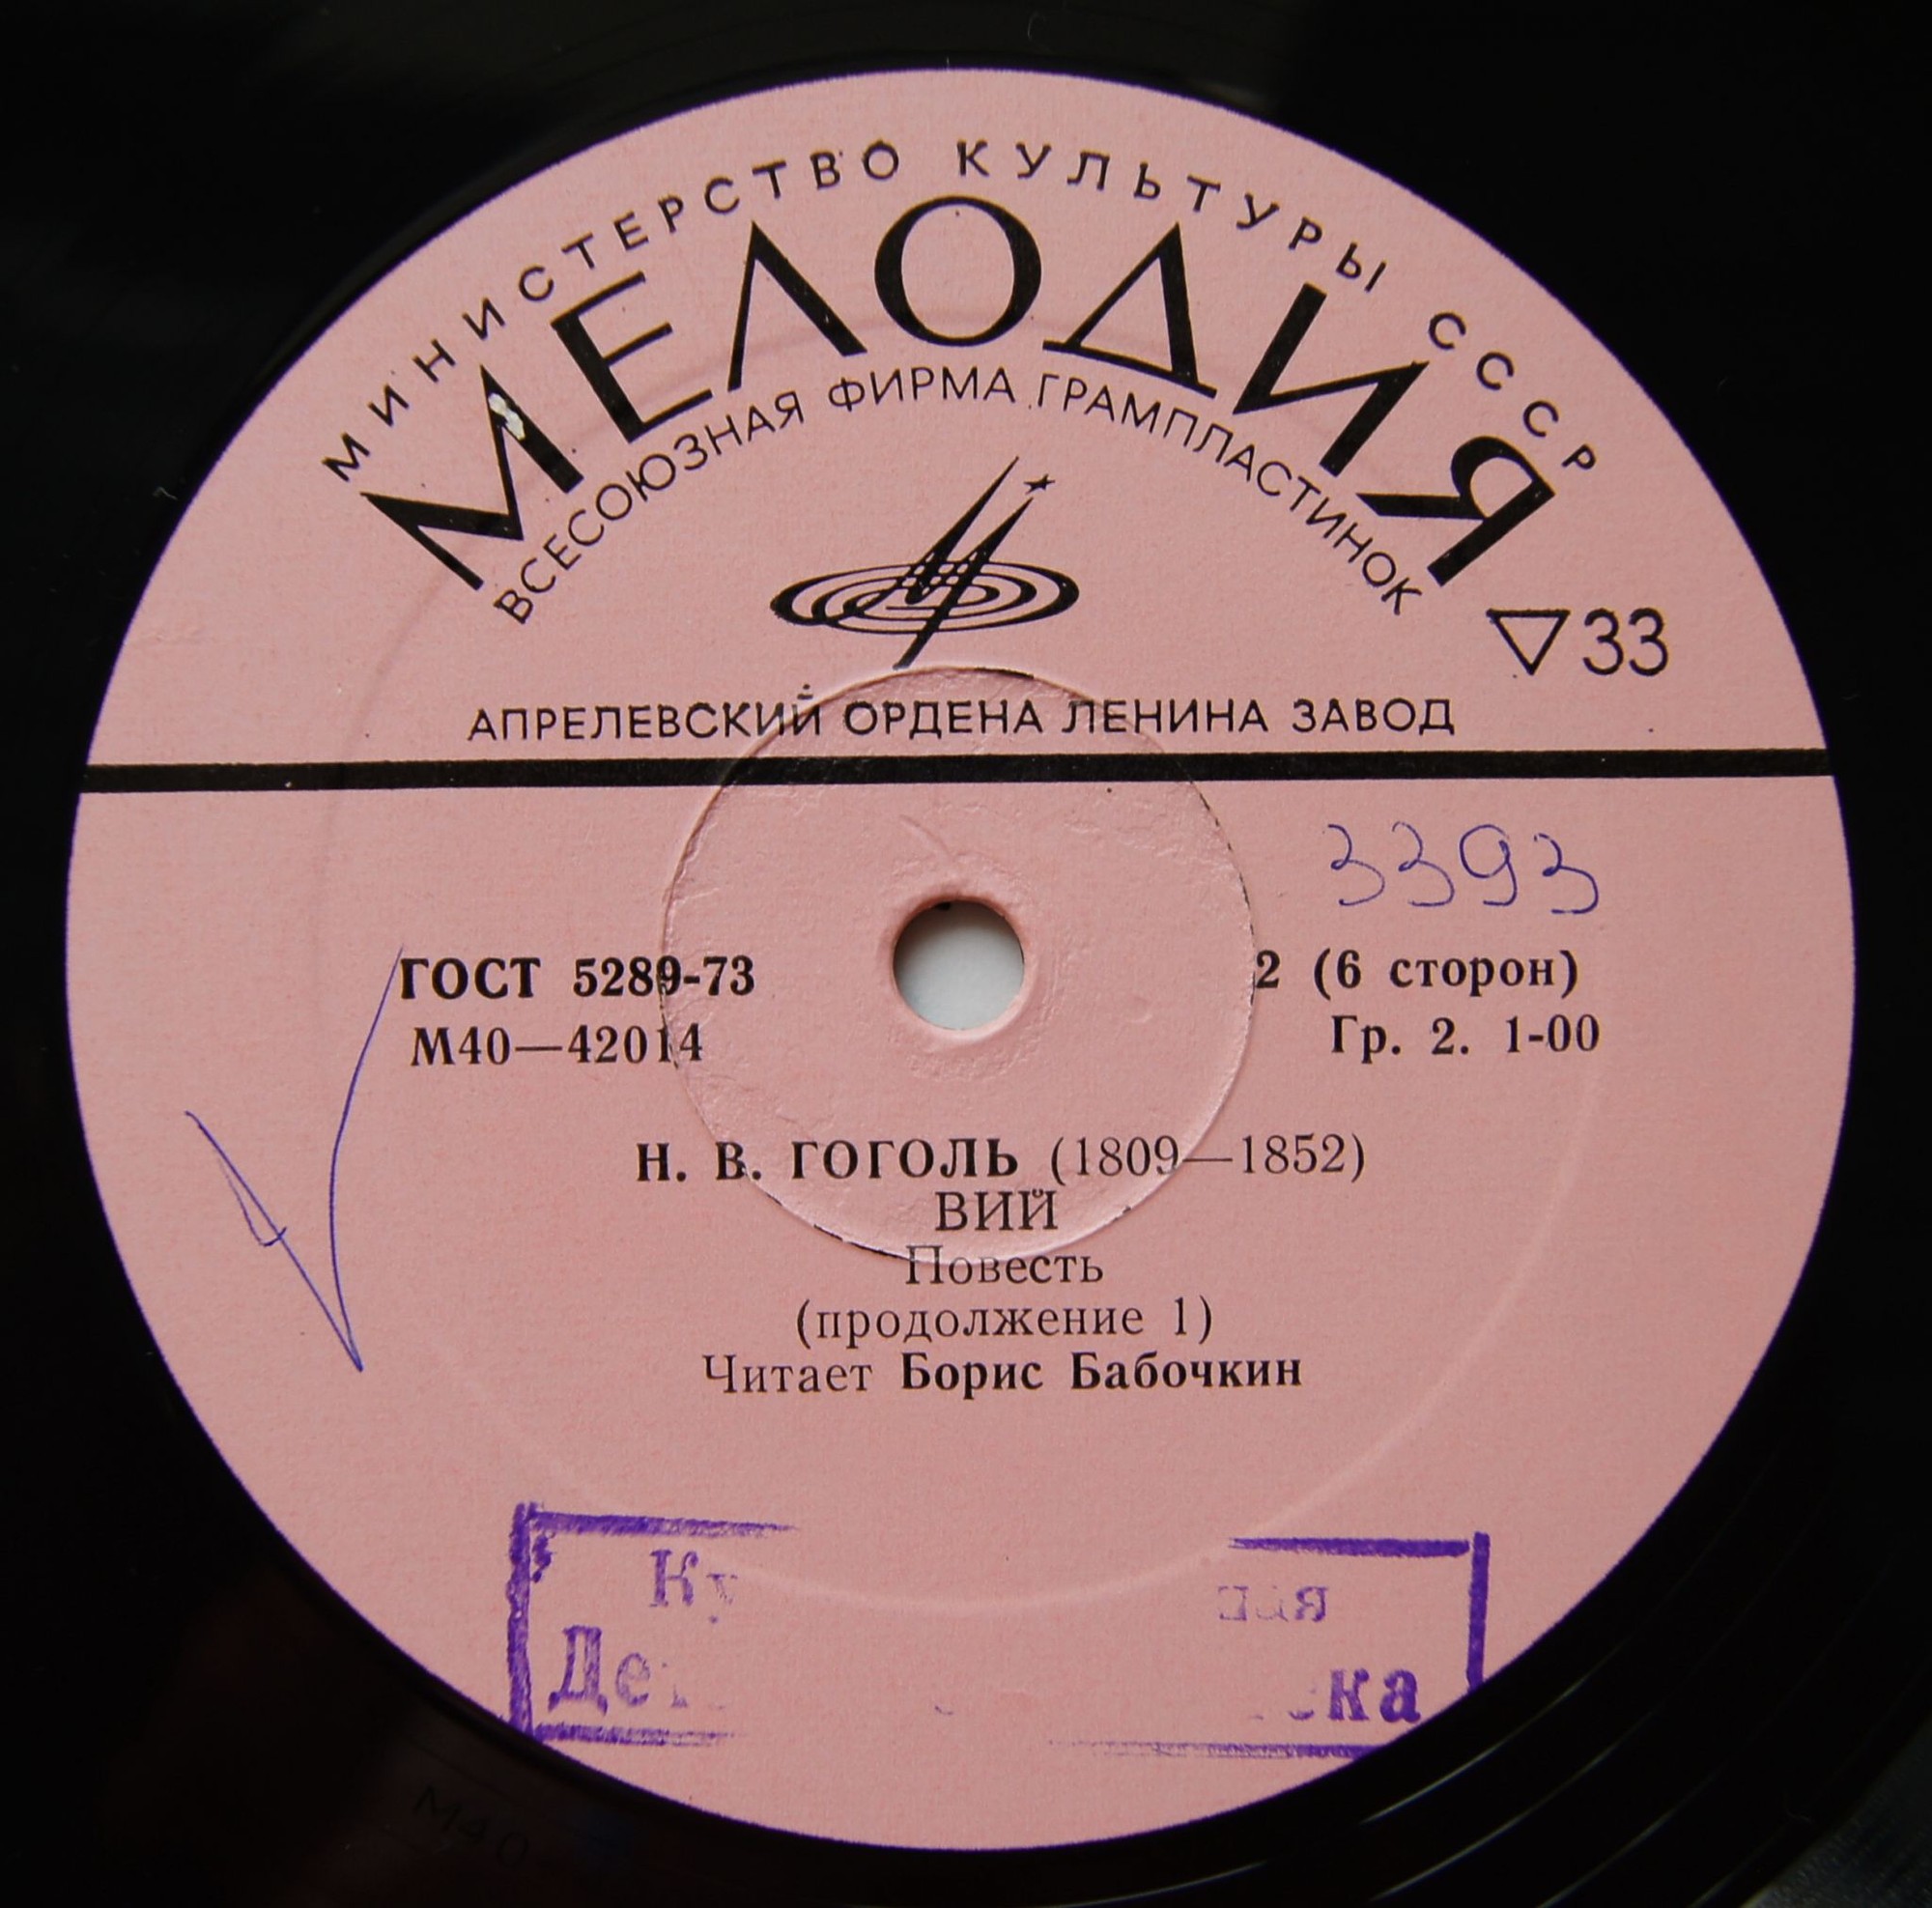 МИНИСТЕРСТВО КУЛЬТУРЫ СССР
МЕЛОДИЯ
ВСЕСОЮЗНАЯ ФИРМА ГРАМПЛАСТИНОК
33
АПРЕЛЕВСКИЙ ОРДЕНА ЛЕНИНА ЗАВОД
3393
ГОСТ 5289-73
2 (6 сторон)
М40—42014
Гр. 2. 1-00
Н. В. ГОГОЛЬ (1809—1852)
ВИЙ
Повесть
(продолжение 1)
Читает Борис Бабочкин
М40